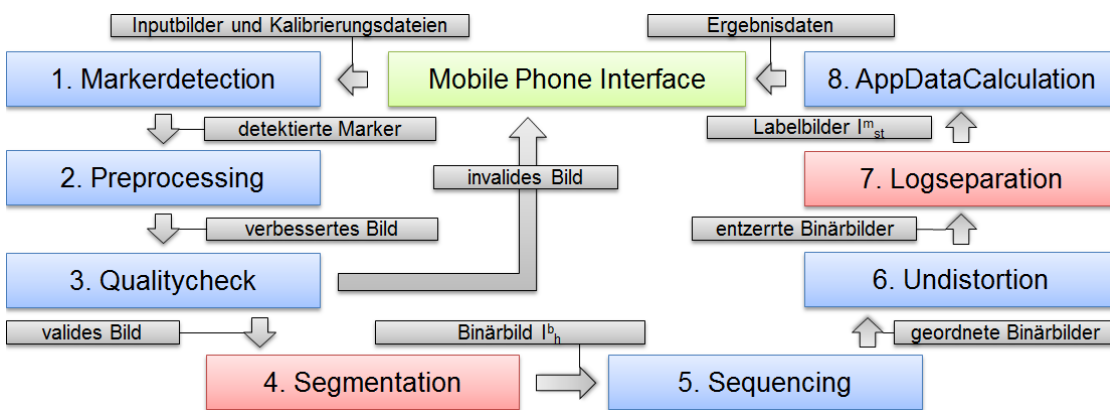 Inputbilder und Kalibrierungsdateien
Ergebnisdaten
1. Markerdetection
Mobile Phone Interface
8. AppDataCalculation
detektierte Marker
Labelbilder I^m_st
2. Preprocessing
invalides Bild
7. Logseparation
verbessertes Bild
entzerrte Binärbilder
3. Qualitycheck
6. Undistortion
valides Bild
Binärbild I^b_h
geordnete Binärbilder
4. Segmentation
5. Sequencing